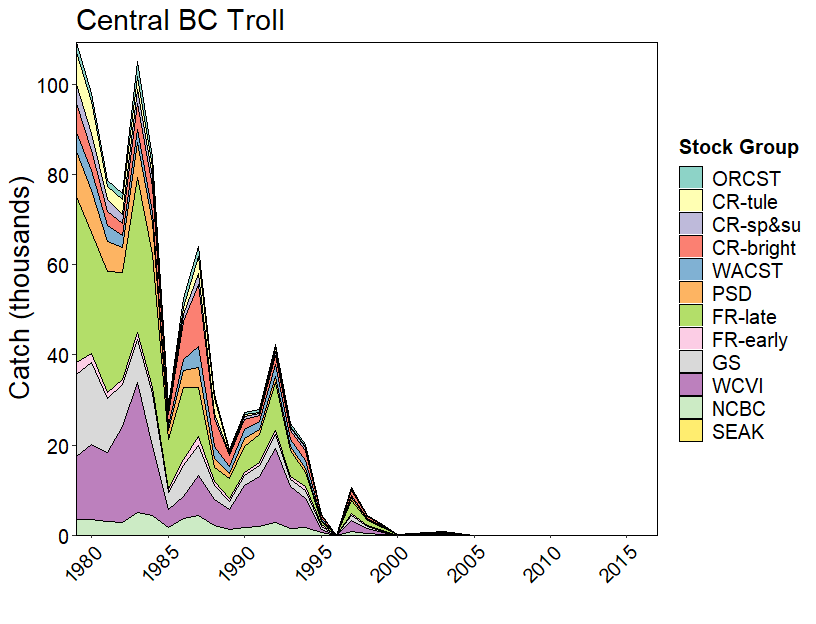 Central BC Troll
Catch (thousands)
100
80
60
40
20
0
1980
1985
1990
1995
2000
2005
2010
2015
Stock Group
ORCST
CR-tule
CR-sp&su
CR-bright
WACST
PSD
FR-late
FR-early
GS
WCVI
NCBC
SEAK